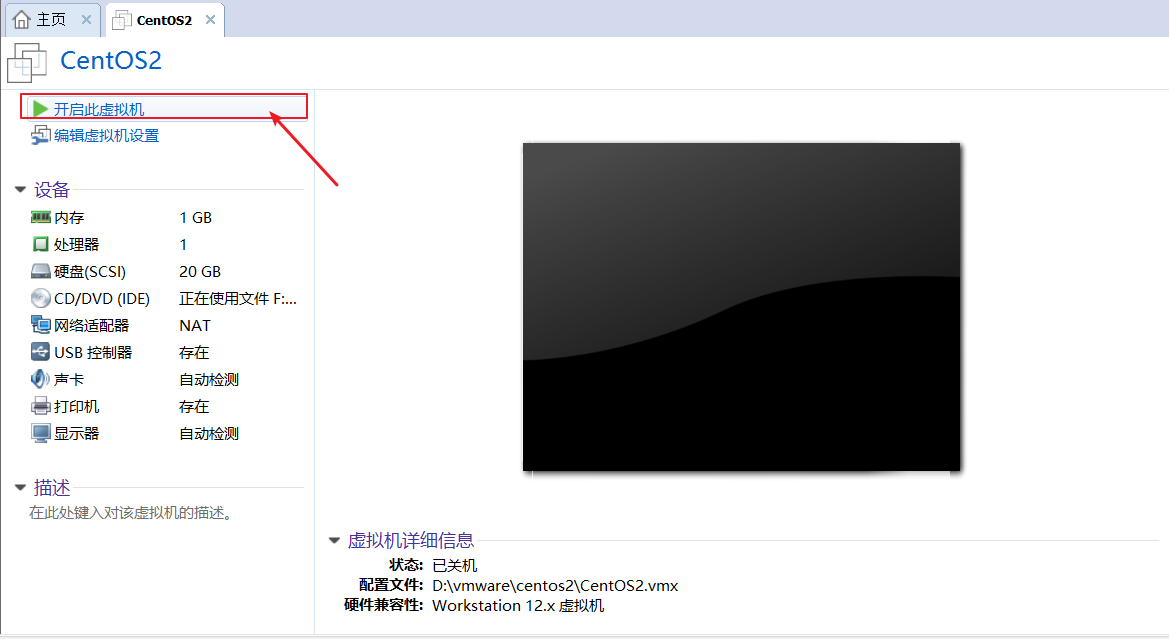 主页
CentOS2
CentOS2
开启此虚拟机
编辑虚拟机设置
设备
内存 1 GB
处理器 1
硬盘(SCSI) 20 GB
CD/DVD (IDE) 正在使用文件 F:...
网络适配器 NAT
USB 控制器 存在
声卡 自动检测
打印机 存在
显示器 自动检测
描述
在此处键入对该虚拟机的描述。
虚拟机详细信息
状态: 已关机
配置文件: D:\vmware\centos2\CentOS2.vmx
硬件兼容性: Workstation 12.x 虚拟机